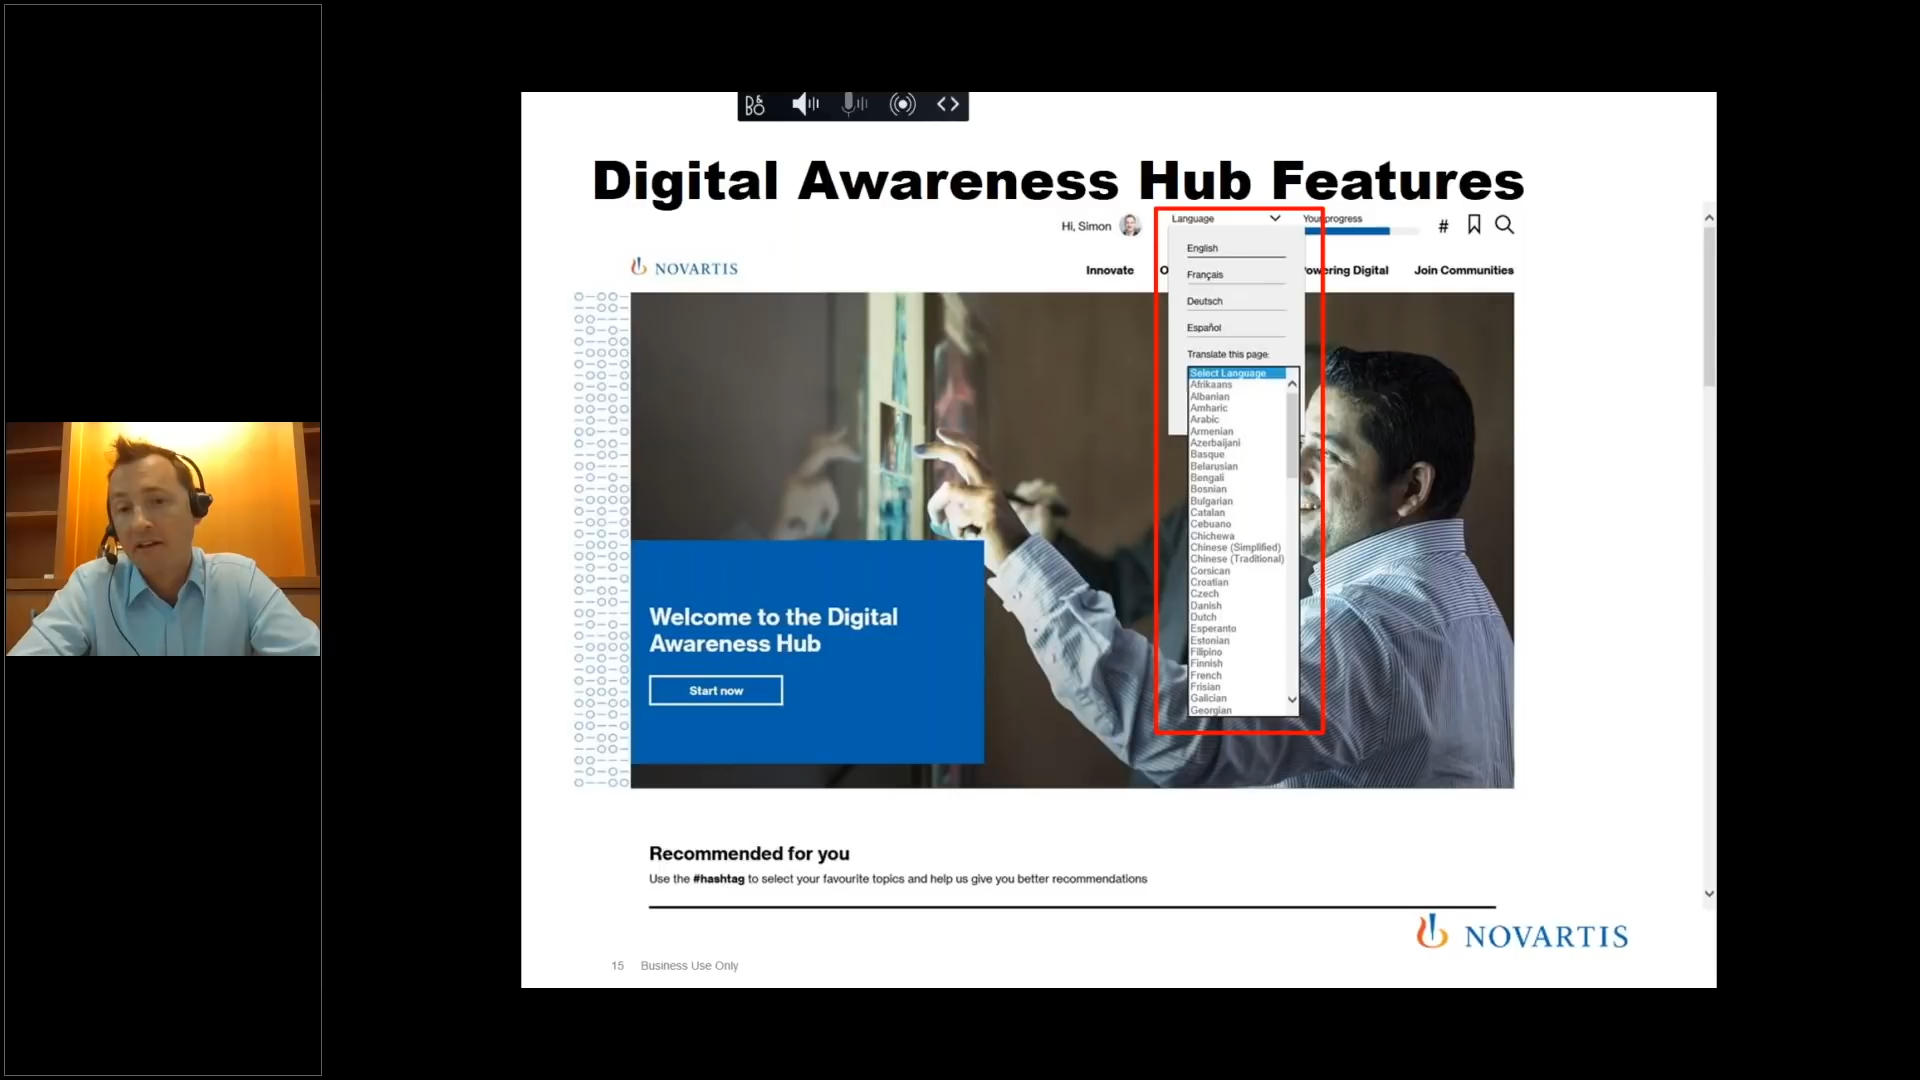 B&O
Digital Awareness Hub Features
Hi, Simon
Language
Your progress
#
NOVARTIS
Innovate
O
Powering Digital
Join Communities
English
Français
Deutsch
Español
Translate this page:
Select Language
Afrikaans
Albanian
Amharic
Arabic
Armenian
Azerbaijani
Basque
Belarusian
Bengali
Bosnian
Bulgarian
Catalan
Cebuano
Chichewa
Chinese (Simplified)
Chinese (Traditional)
Corsican
Croatian
Czech
Danish
Dutch
Esperanto
Estonian
Filipino
Finnish
French
Frisian
Galician
Georgian
Welcome to the Digital
Awareness Hub
Start now
Recommended for you
Use the #hashtag to select your favourite topics and help us give you better recommendations
NOVARTIS
15 Business Use Only